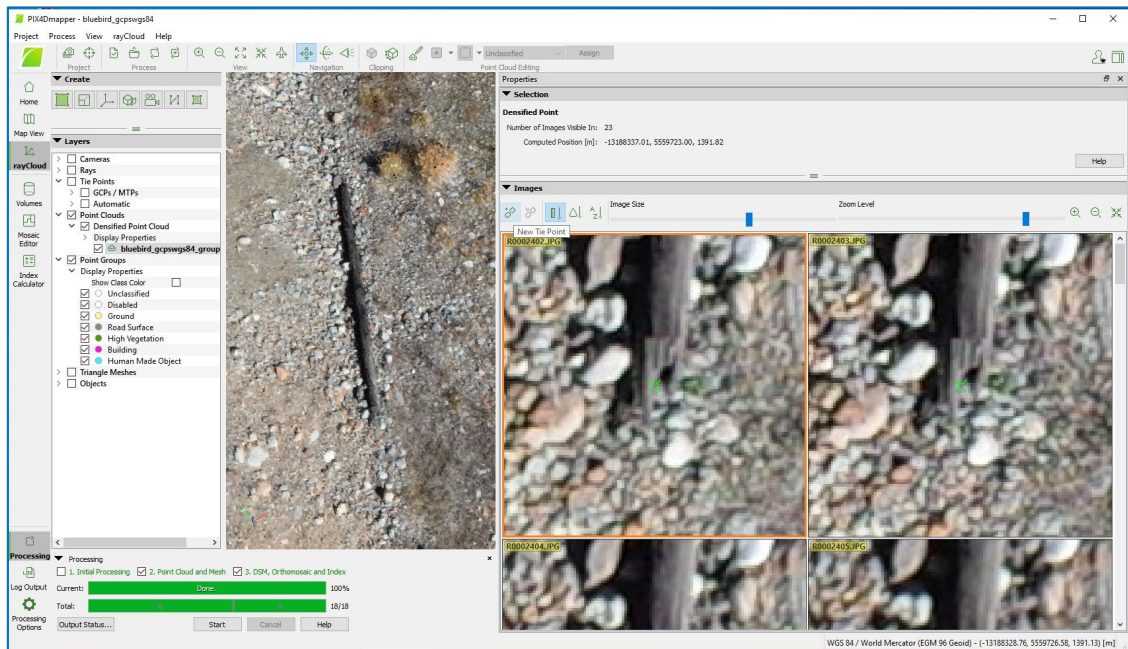 PIX4Dmapper - bluebird_gcpswgs84
Project Process View rayCloud Help
Unclassified Assign
Project Process View Navigation Clipping Point Cloud Editing
Home
Map View
rayCloud
Volumes
Mosaic
Editor
Index
Calculator
Processing
Log Output
Processing
Options
Create
Layers
Cameras
Rays
Tie Points
GCPs / MTPs
Automatic
Point Clouds
Densified Point Cloud
Display Properties
bluebird_gcpswgs84_group
Point Groups
Display Properties
Show Class Color
Unclassified
Disabled
Ground
Road Surface
High Vegetation
Building
Human Made Object
Triangle Meshes
Objects
Processing
1. Initial Processing 2. Point Cloud and Mesh 3. DSM, Orthomosaic and Index
Current: Done. 100%
Total: 2. 3. 18/18
Output Status... Start Cancel Help
Properties
Selection
Densified Point
Number of Images Visible In: 23
Computed Position [m]: -13188337.01, 5559723.00, 1391.82
Help
Images
Image Size Zoom Level
New Tie Point
R0002402.JPG R0002403.JPG
R0002404.JPG R0002405.JPG
WGS 84 / World Mercator (EGM 96 Geoid) - (-13188328.76, 5559726.58, 1391.13) [m]